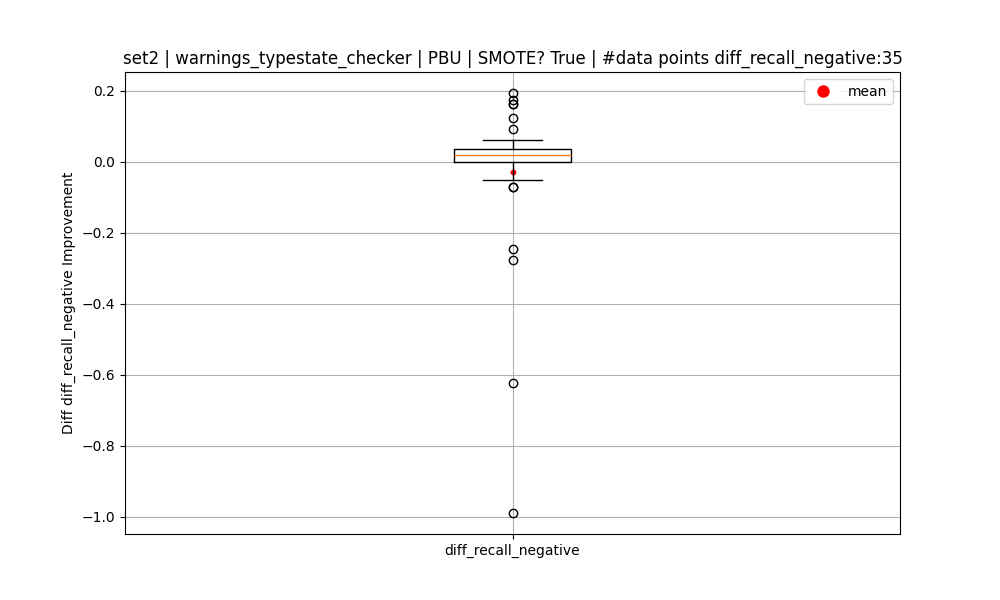 set2 | warnings_typestate_checker | PBU | SMOTE? True | #data points diff_recall_negative:35
mean
0.2
0.0
−0.2
−0.4
−0.6
−0.8
−1.0
Diff diff_recall_negative Improvement
diff_recall_negative